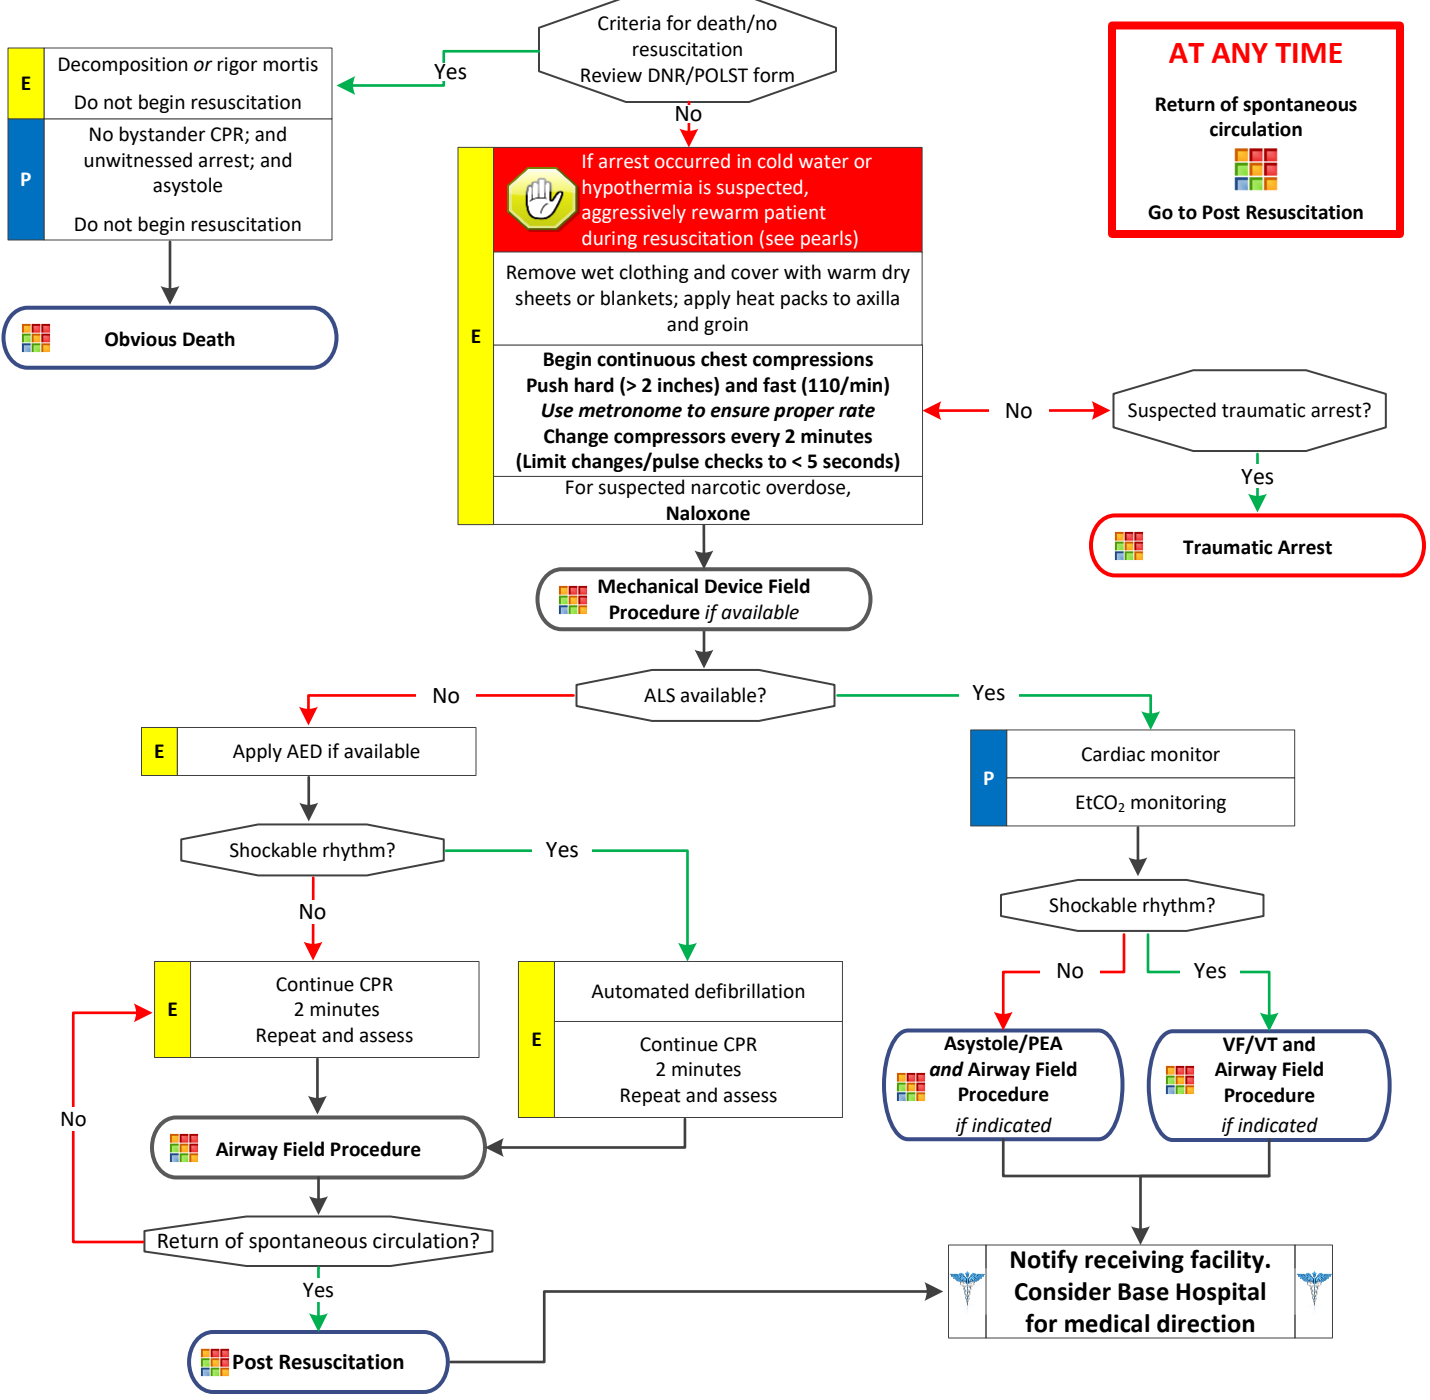 Criteria for death/no
resuscitation
Review DNR/POLST form
Yes
No
E
Decomposition or rigor mortis
Do not begin resuscitation
P
No bystander CPR; and
unwitnessed arrest; and
asystole
Do not begin resuscitation
Obvious Death
AT ANY TIME
Return of spontaneous
circulation
Go to Post Resuscitation
E
If arrest occurred in cold water or
hypothermia is suspected,
aggressively rewarm patient
during resuscitation (see pearls)
Remove wet clothing and cover with warm dry
sheets or blankets; apply heat packs to axilla
and groin
Begin continuous chest compressions
Push hard (> 2 inches) and fast (110/min)
Use metronome to ensure proper rate
Change compressors every 2 minutes
(Limit changes/pulse checks to < 5 seconds)
For suspected narcotic overdose,
Naloxone
No
Suspected traumatic arrest?
Yes
Traumatic Arrest
Mechanical Device Field
Procedure if available
ALS available?
No
Yes
E
Apply AED if available
Shockable rhythm?
Yes
No
E
Continue CPR
2 minutes
Repeat and assess
E
Automated defibrillation
Continue CPR
2 minutes
Repeat and assess
No
Airway Field Procedure
Return of spontaneous circulation?
Yes
Post Resuscitation
P
Cardiac monitor
EtCO₂ monitoring
Shockable rhythm?
No
Yes
Asystole/PEA
and Airway Field
Procedure
if indicated
VF/VT and
Airway Field
Procedure
if indicated
Notify receiving facility.
Consider Base Hospital
for medical direction